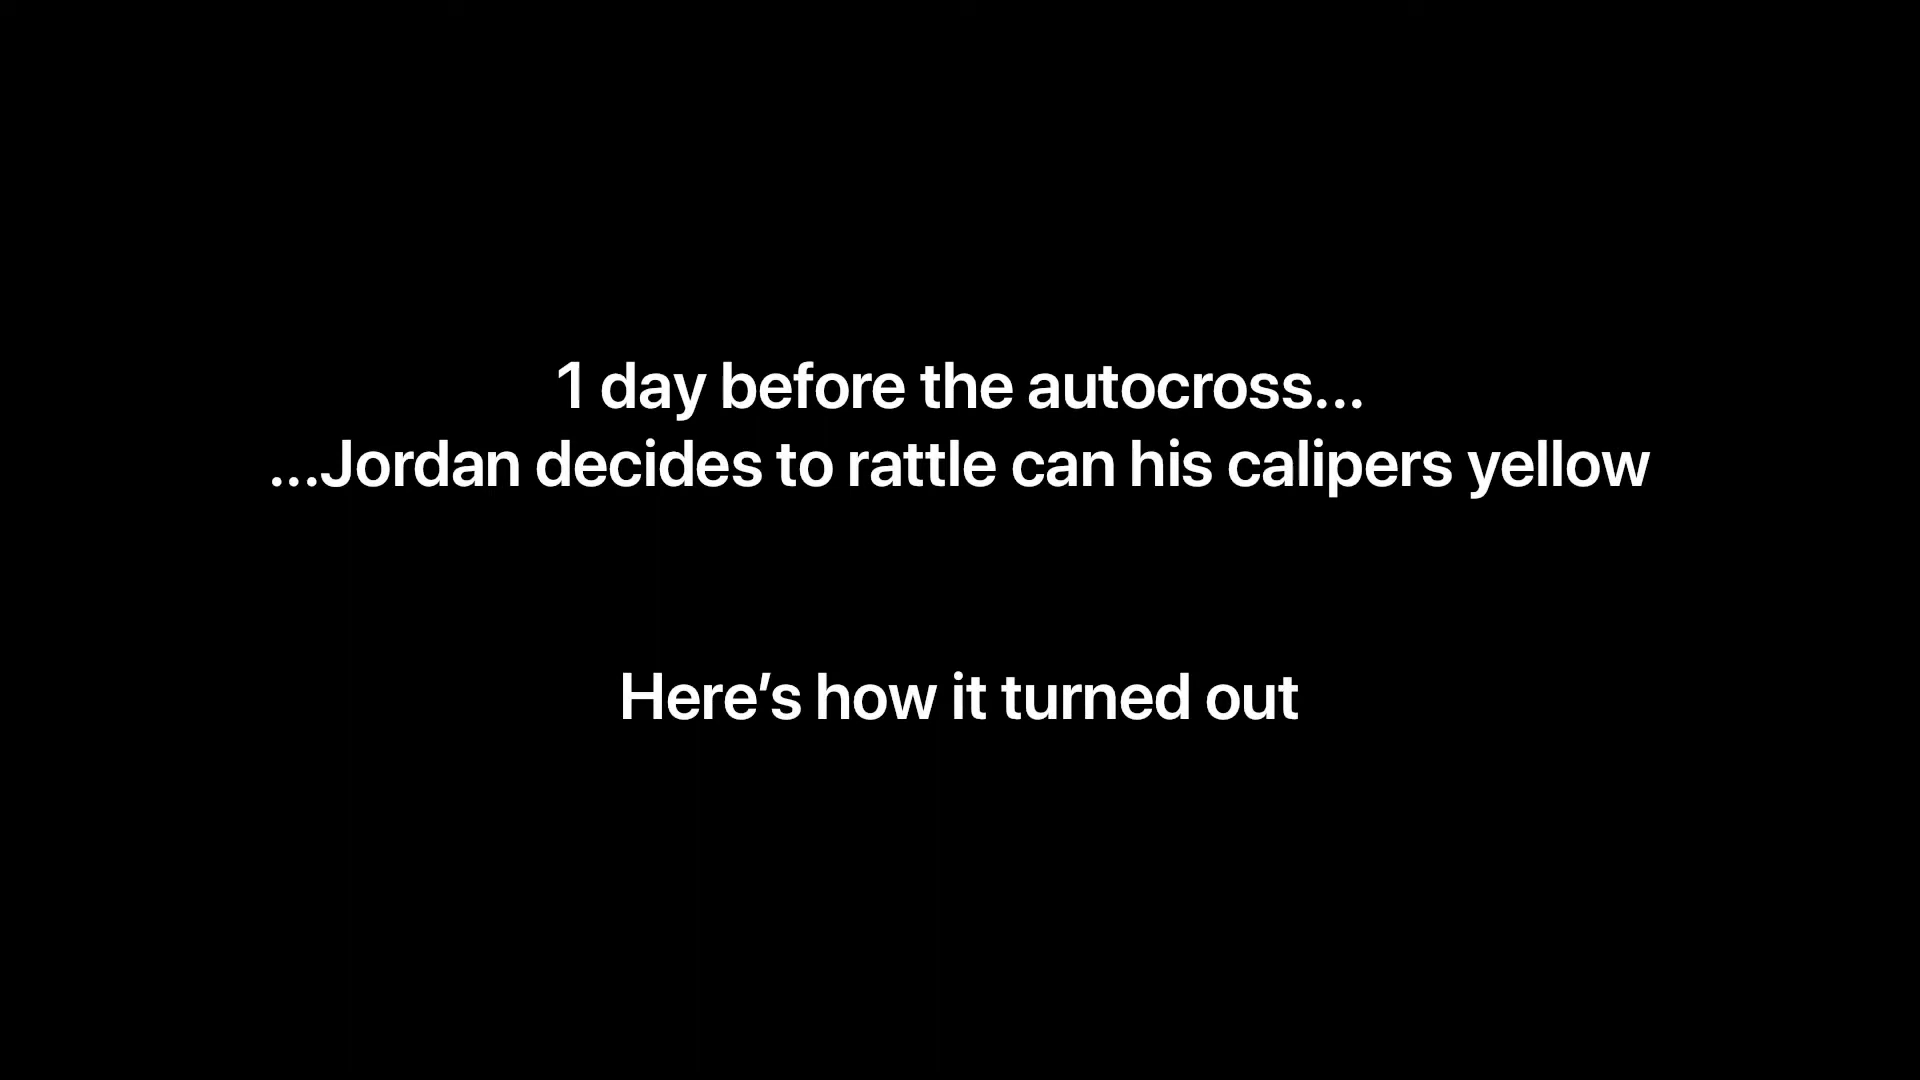 1 day before the autocross...
...Jordan decides to rattle can his calipers yellow
Here’s how it turned out